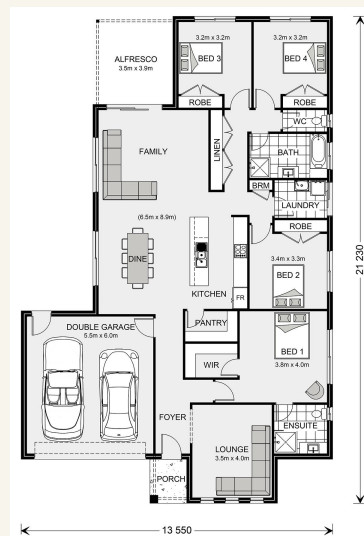 3.2m x 3.2m
BED 3
3.2m x 3.2m
BED 4
ALFRESCO
3.5m x 3.9m
ROBE
ROBE
WC
LINEN
BATH
FAMILY
BRM
LAUNDRY
(6.5m x 8.9m)
ROBE
DINE
3.4m x 3.3m
BED 2
KITCHEN
FR
PANTRY
DOUBLE GARAGE
5.5m x 6.0m
BED 1
3.8m x 4.0m
WIR
FOYER
ENSUITE
LOUNGE
3.5m x 4.0m
PORCH
21 230
13 550